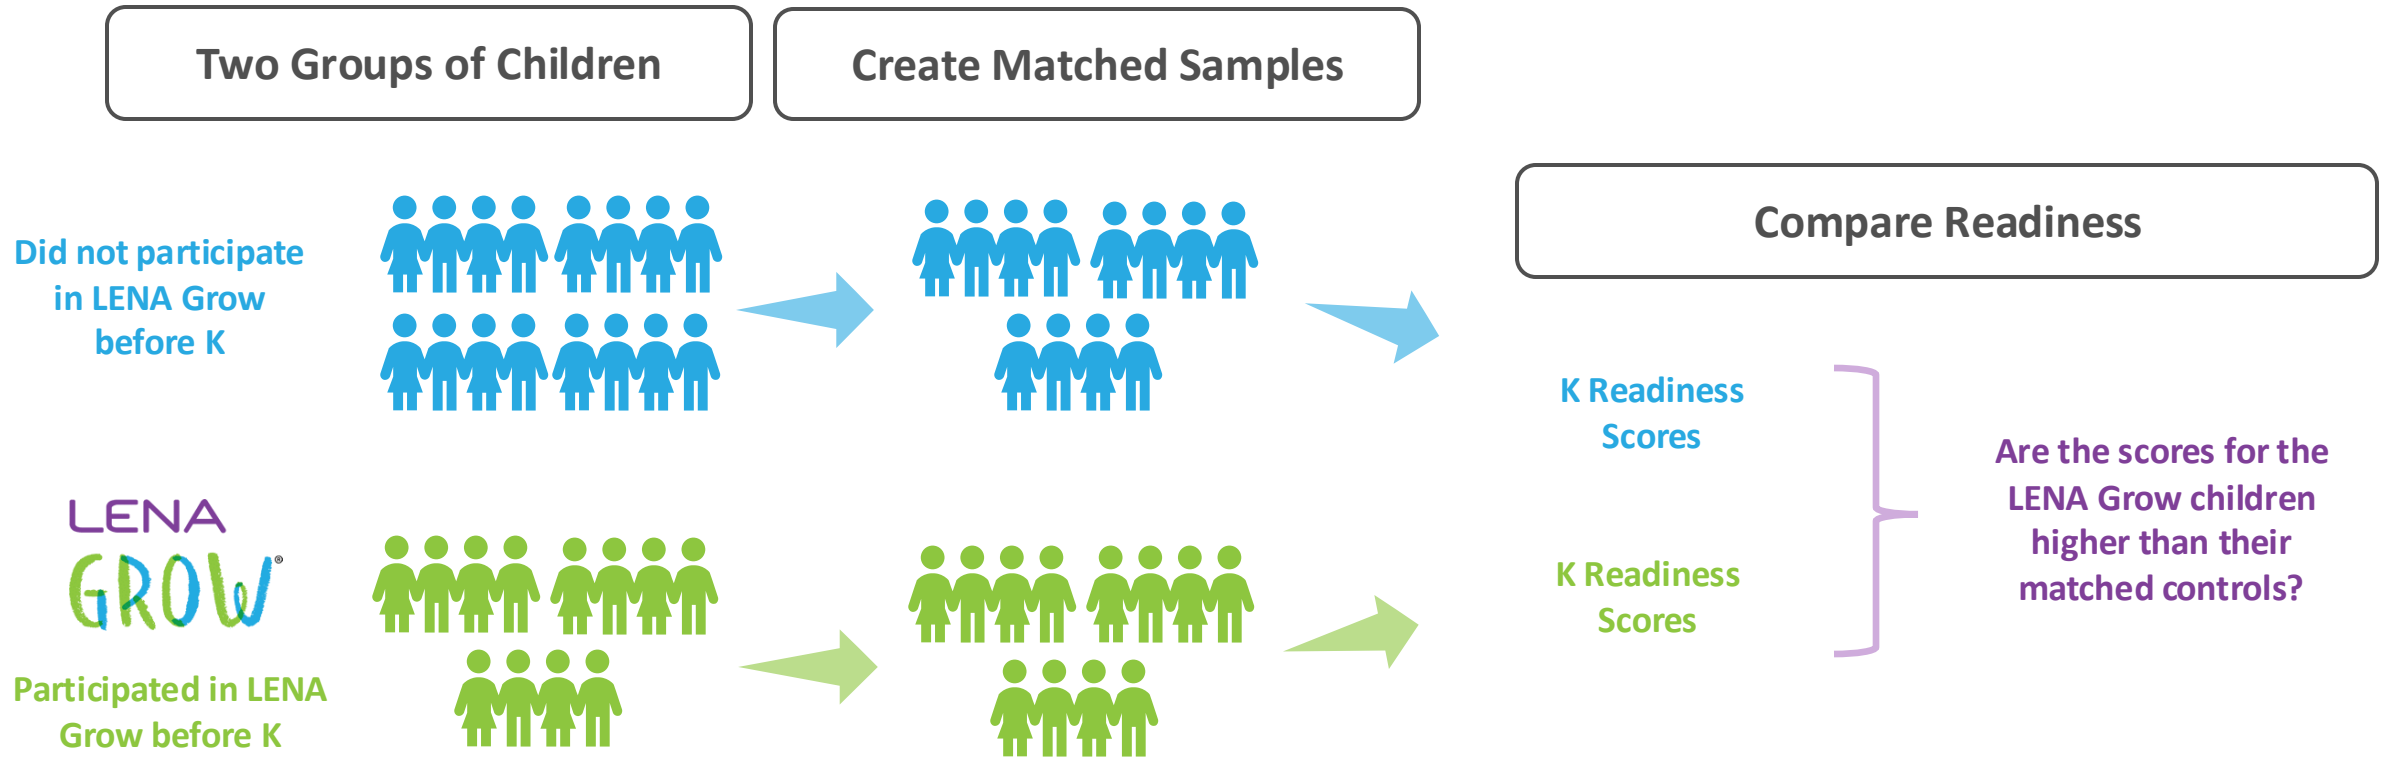 Two Groups of Children
Create Matched Samples
Compare Readiness
Did not participate
in LENA Grow
before K
K Readiness
Scores
Are the scores for the
LENA Grow children
higher than their
matched controls?
LENA
GROW®
K Readiness
Scores
Participated in LENA
Grow before K